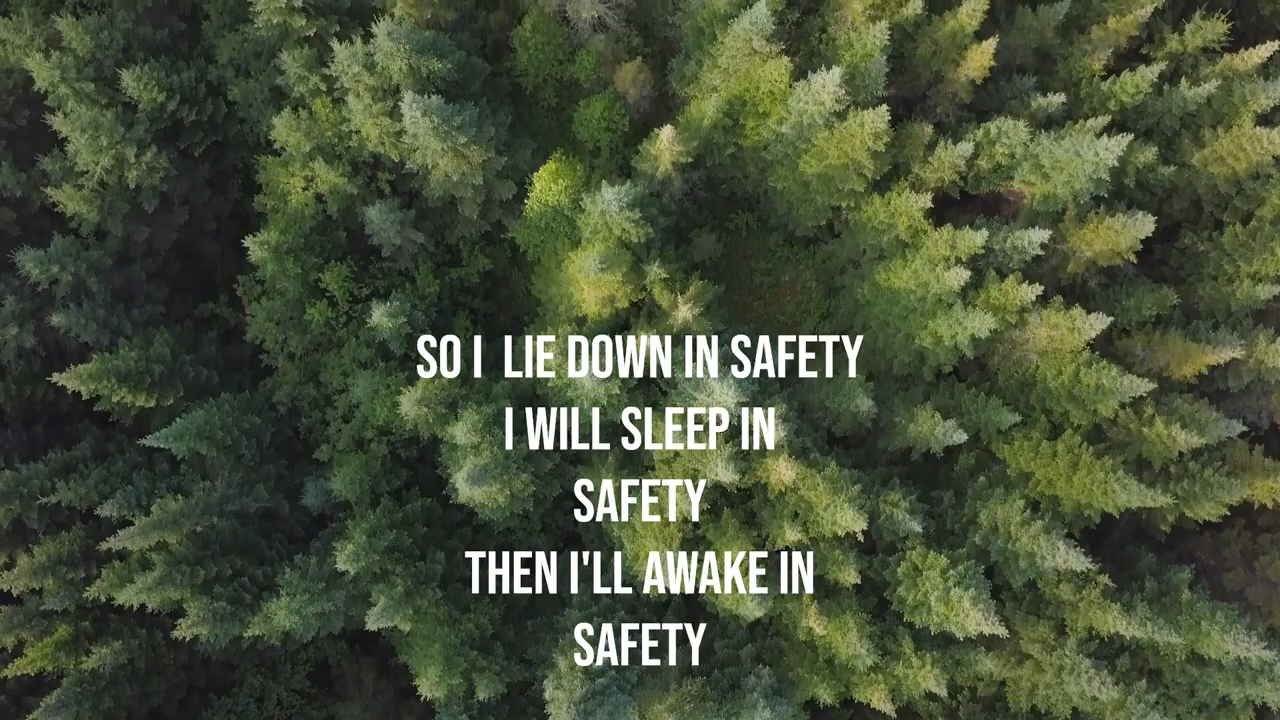 SO I  LIE DOWN IN SAFETY
I WILL SLEEP IN
SAFETY
THEN I'LL AWAKE IN
SAFETY